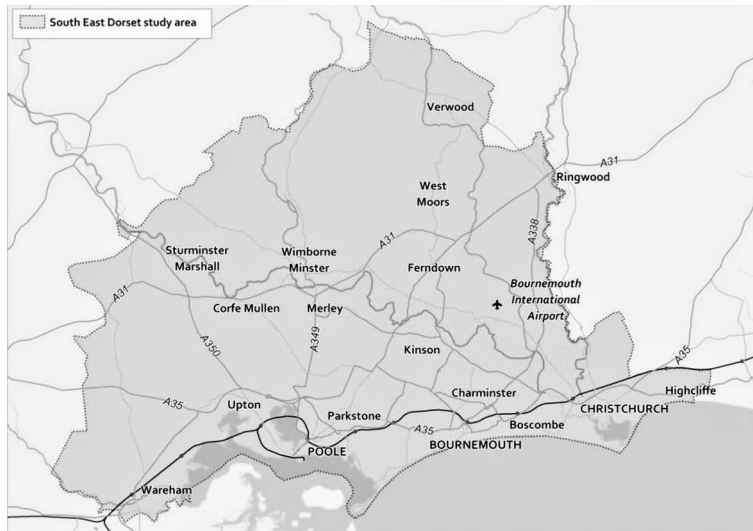 South East Dorset study area
Verwood
A31
Ringwood
West
Moors
A338
Sturminster
Marshall
Wimborne
Minster
A31
Ferndown
Bournemouth
International
Airport
A31
Corfe Mullen
Merley
A350
A349
Kinson
A35
Highcliffe
Charminster
A35
Upton
Parkstone
CHRISTCHURCH
Boscombe
A35
BOURNEMOUTH
POOLE
Wareham